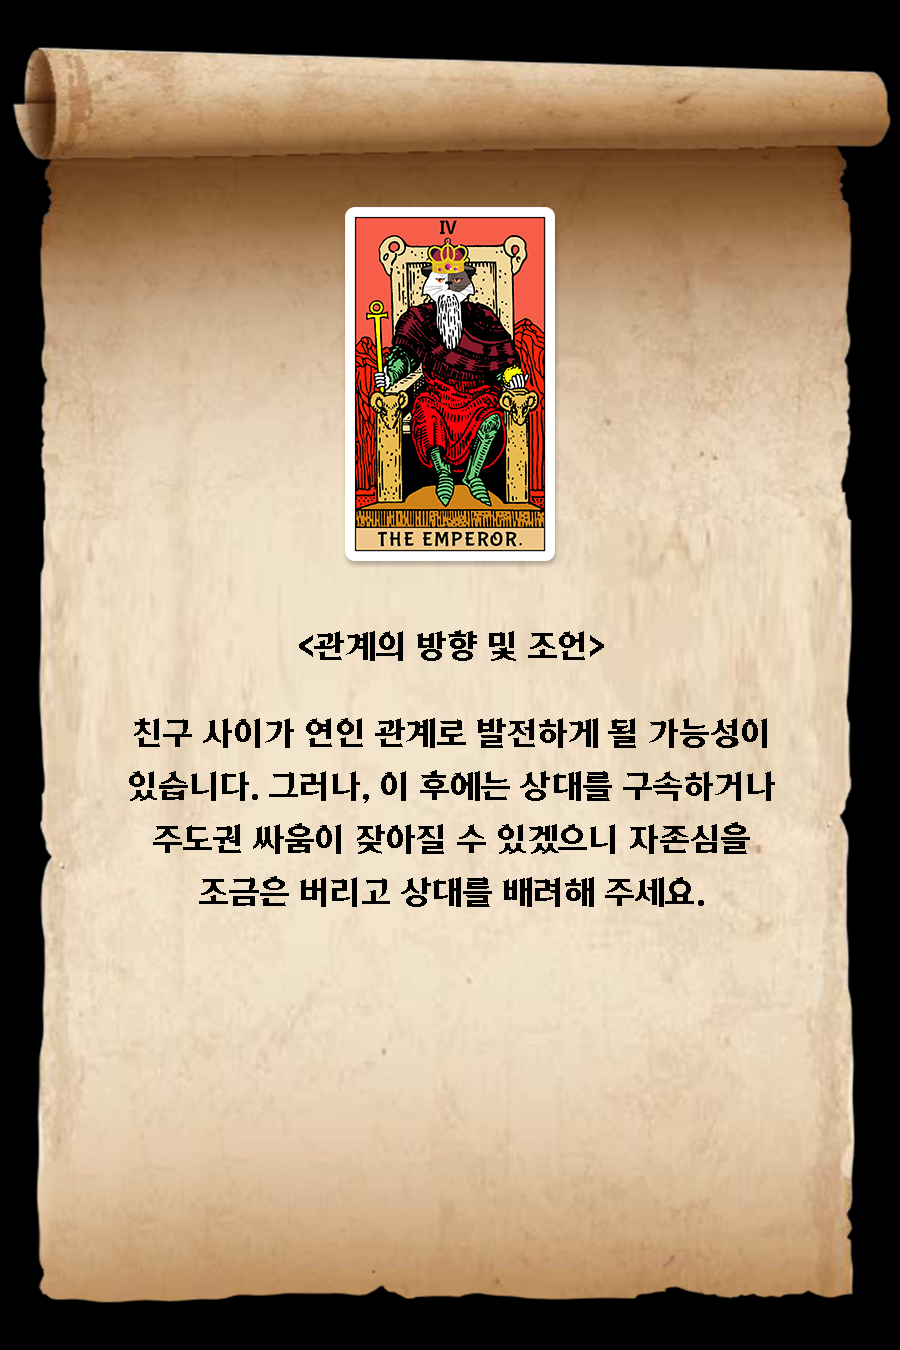 IV
THE EMPEROR.
<관계의 방향 및 조언>
친구 사이가 연인 관계로 발전하게 될 가능성이
있습니다. 그러나, 이 후에는 상대를 구속하거나
주도권 싸움이 잦아질 수 있겠으니 자존심을
조금은 버리고 상대를 배려해 주세요.